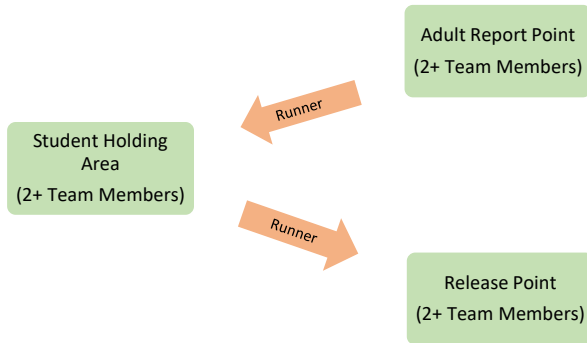 Adult Report Point
(2+ Team Members)
Runner
Student Holding
Area
(2+ Team Members)
Runner
Release Point
(2+ Team Members)